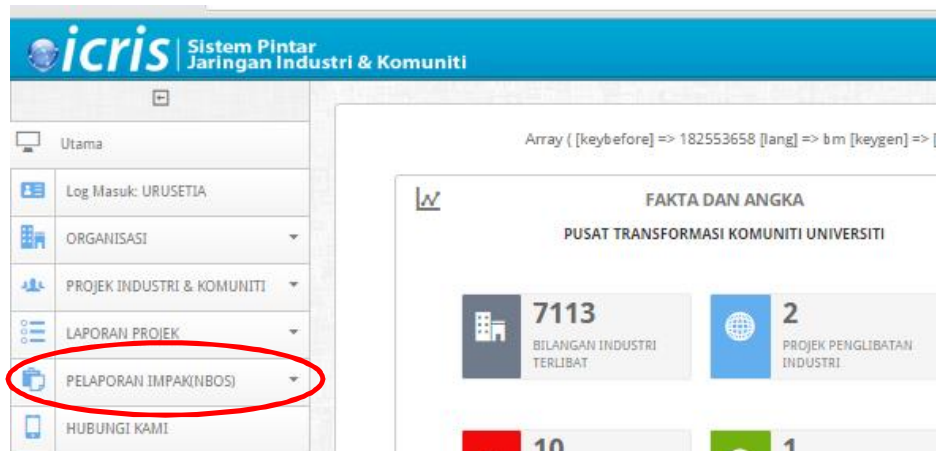 icris Sistem Pintar
Jaringan Industri & Komuniti
Utama
Log Masuk: URUSETIA
ORGANISASI
PROJEK INDUSTRI & KOMUNITI
LAPORAN PROJEK
PELAPORAN IMPAK(NBOS)
HUBUNGI KAMI
Array ( [keybefore] => 182553658 [lang] => bm [keygen] => [
FAKTA DAN ANGKA
PUSAT TRANSFORMASI KOMUNITI UNIVERSITI
7113
BILANGAN INDUSTRI
TERLIBAT
2
PROJEK PENGLIBATAN
INDUSTRI
10
1